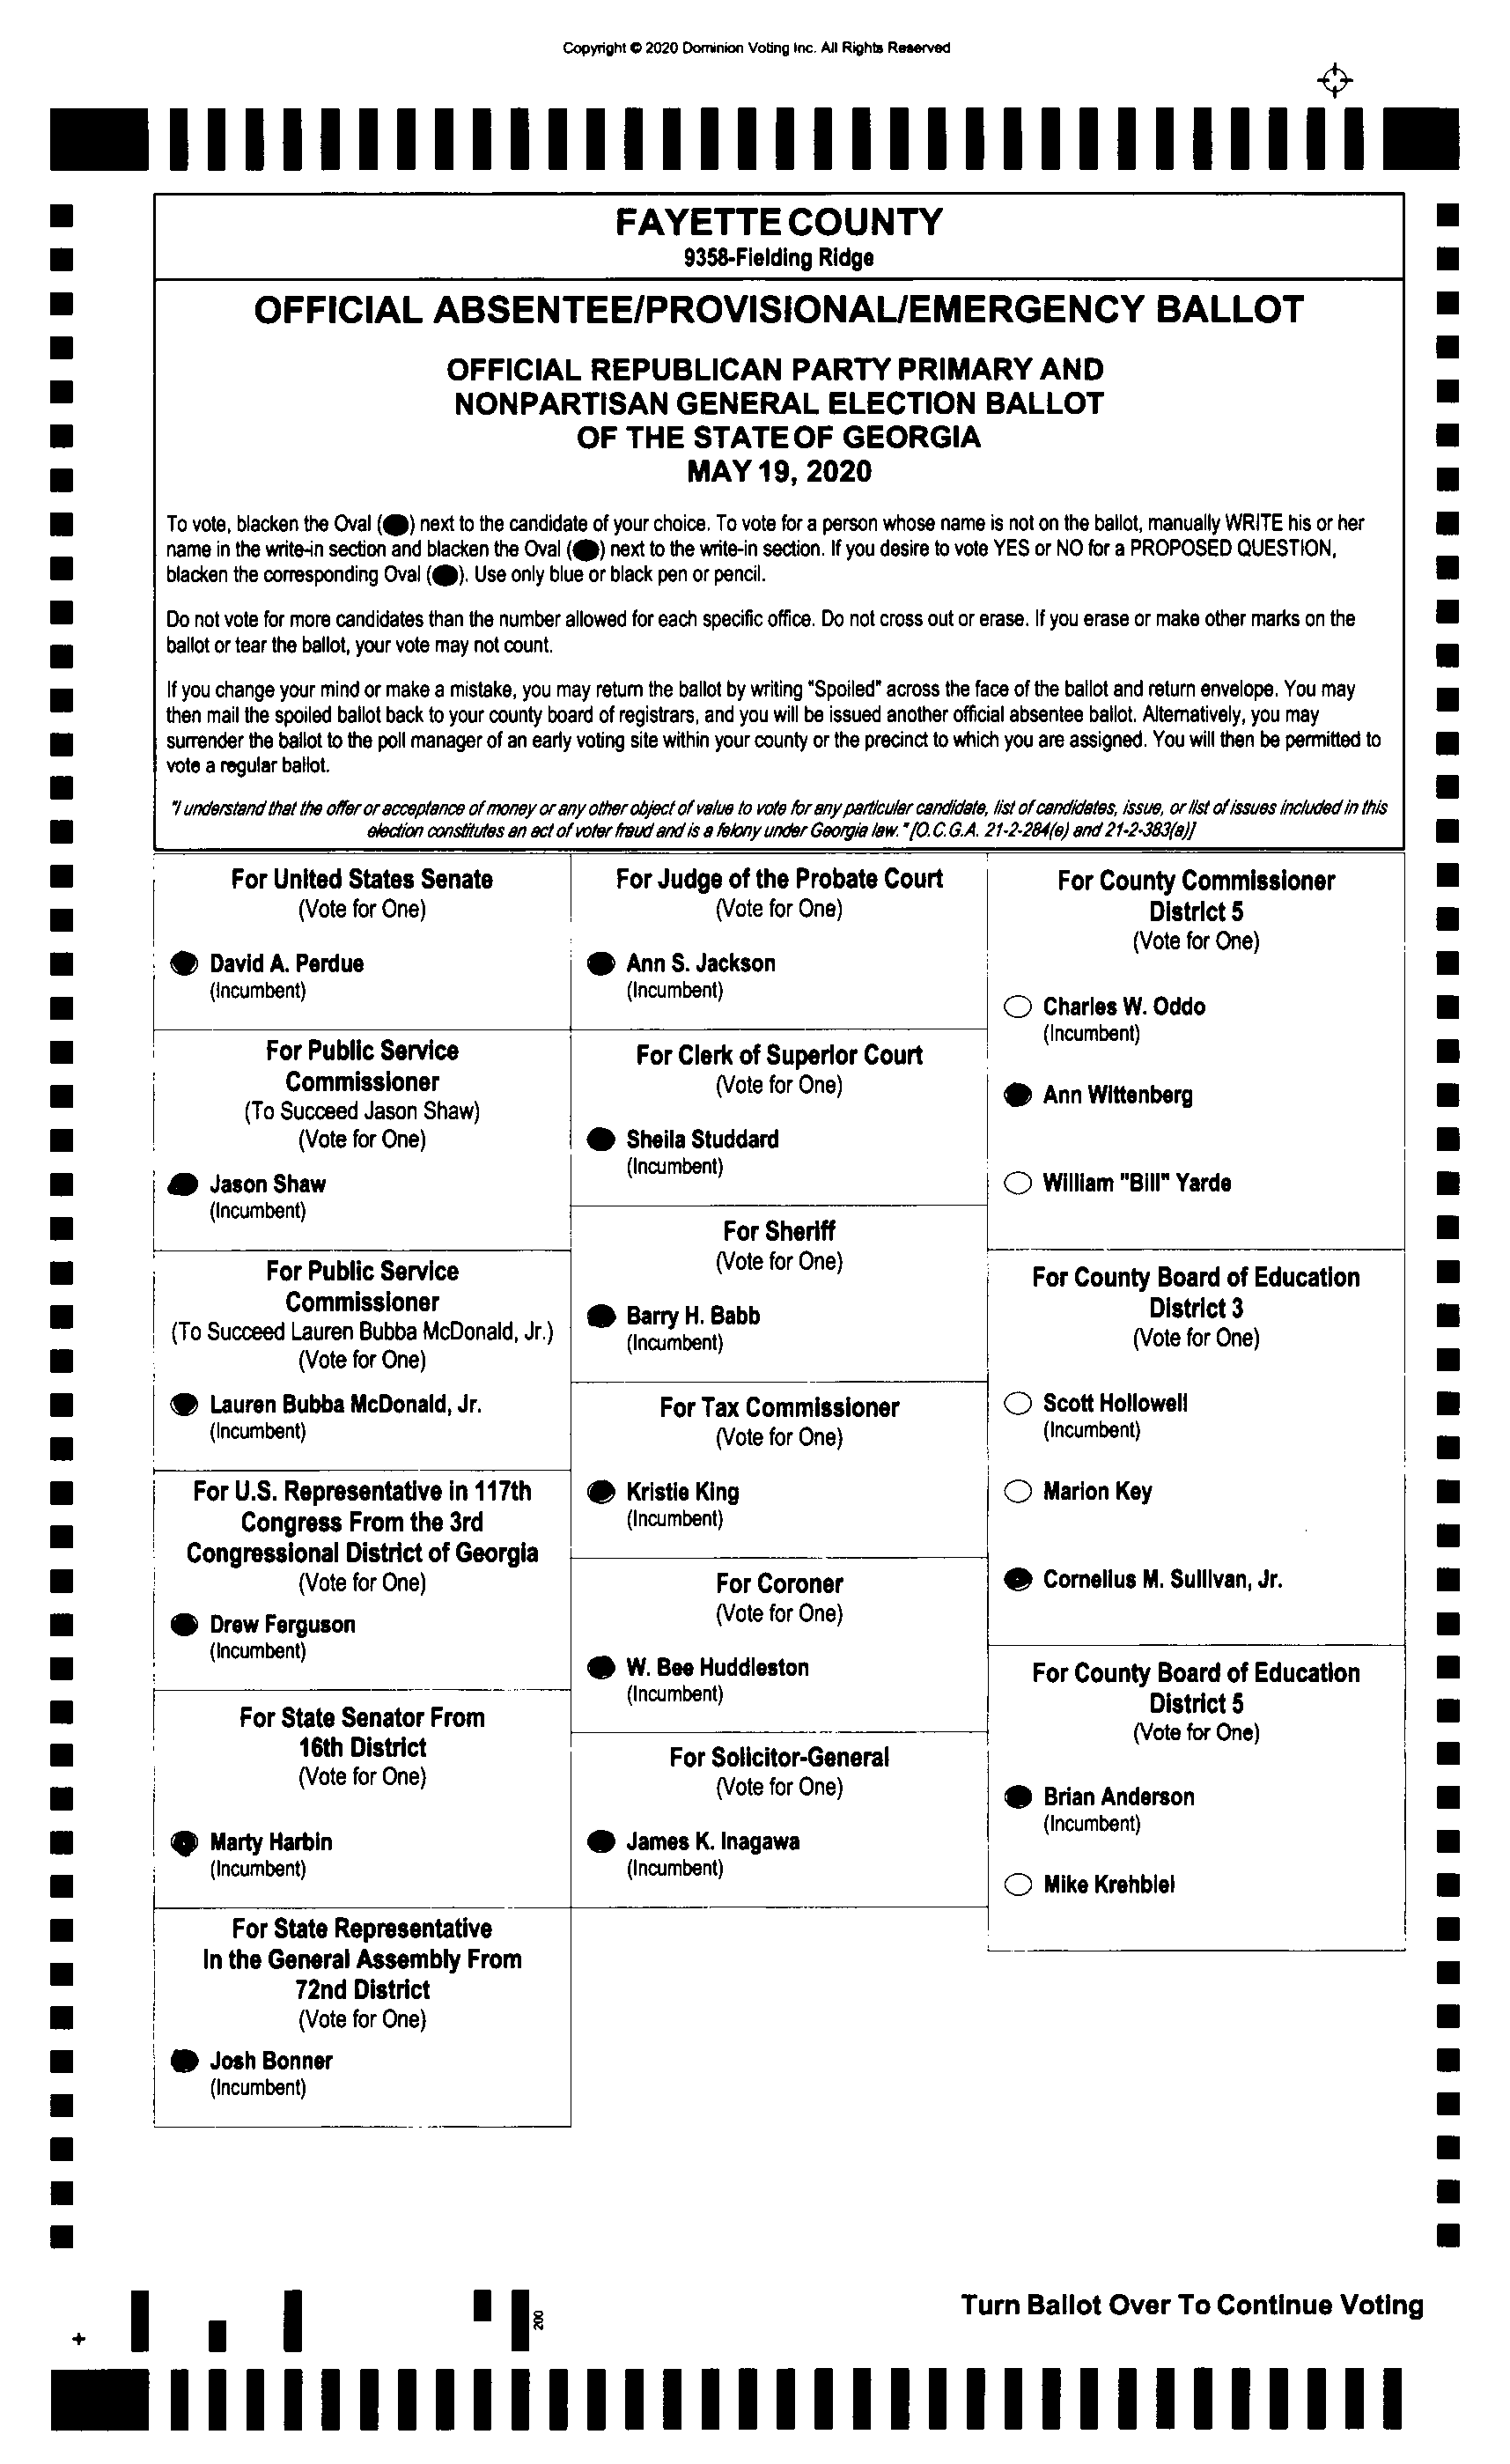 Copyright © 2020 Dominion Voting Inc. All Rights Reserved
FAYETTE COUNTY
9358-Fielding Ridge
OFFICIAL ABSENTEE/PROVISIONAL/EMERGENCY BALLOT
OFFICIAL REPUBLICAN PARTY PRIMARY AND
NONPARTISAN GENERAL ELECTION BALLOT
OF THE STATE OF GEORGIA
MAY 19, 2020
To vote, blacken the Oval ( ) next to the candidate of your choice. To vote for a person whose name is not on the ballot, manually WRITE his or her
name in the write-in section and blacken the Oval ( ) next to the write-in section. If you desire to vote YES or NO for a PROPOSED QUESTION,
blacken the corresponding Oval ( ). Use only blue or black pen or pencil.
Do not vote for more candidates than the number allowed for each specific office. Do not cross out or erase. If you erase or make other marks on the
ballot or tear the ballot, your vote may not count.
If you change your mind or make a mistake, you may return the ballot by writing "Spoiled" across the face of the ballot and return envelope. You may
then mail the spoiled ballot back to your county board of registrars, and you will be issued another official absentee ballot. Alternatively, you may
surrender the ballot to the poll manager of an early voting site within your county or the precinct to which you are assigned. You will then be permitted to
vote a regular ballot.
"I understand that the offer or acceptance of money or any other object of value to vote for any particular candidate, list of candidates, issue, or list of issues included in this
election constitutes an act of voter fraud and is a felony under Georgia law." [O.C.G.A. 21-2-284(e) and 21-2-383(a)]
For United States Senate
(Vote for One)
David A. Perdue
(Incumbent)
For Public Service
Commissioner
(To Succeed Jason Shaw)
(Vote for One)
Jason Shaw
(Incumbent)
For Public Service
Commissioner
(To Succeed Lauren Bubba McDonald, Jr.)
(Vote for One)
Lauren Bubba McDonald, Jr.
(Incumbent)
For U.S. Representative in 117th
Congress From the 3rd
Congressional District of Georgia
(Vote for One)
Drew Ferguson
(Incumbent)
For State Senator From
16th District
(Vote for One)
Marty Harbin
(Incumbent)
For State Representative
In the General Assembly From
72nd District
(Vote for One)
Josh Bonner
(Incumbent)
For Judge of the Probate Court
(Vote for One)
Ann S. Jackson
(Incumbent)
For Clerk of Superior Court
(Vote for One)
Sheila Studdard
(Incumbent)
For Sheriff
(Vote for One)
Barry H. Babb
(Incumbent)
For Tax Commissioner
(Vote for One)
Kristie King
(Incumbent)
For Coroner
(Vote for One)
W. Bee Huddleston
(Incumbent)
For Solicitor-General
(Vote for One)
James K. Inagawa
(Incumbent)
For County Commissioner
District 5
(Vote for One)
Charles W. Oddo
(Incumbent)
Ann Wittenberg
William "Bill" Yarde
For County Board of Education
District 3
(Vote for One)
Scott Hollowell
(Incumbent)
Marion Key
Cornelius M. Sullivan, Jr.
For County Board of Education
District 5
(Vote for One)
Brian Anderson
(Incumbent)
Mike Krehbiel
Turn Ballot Over To Continue Voting
200